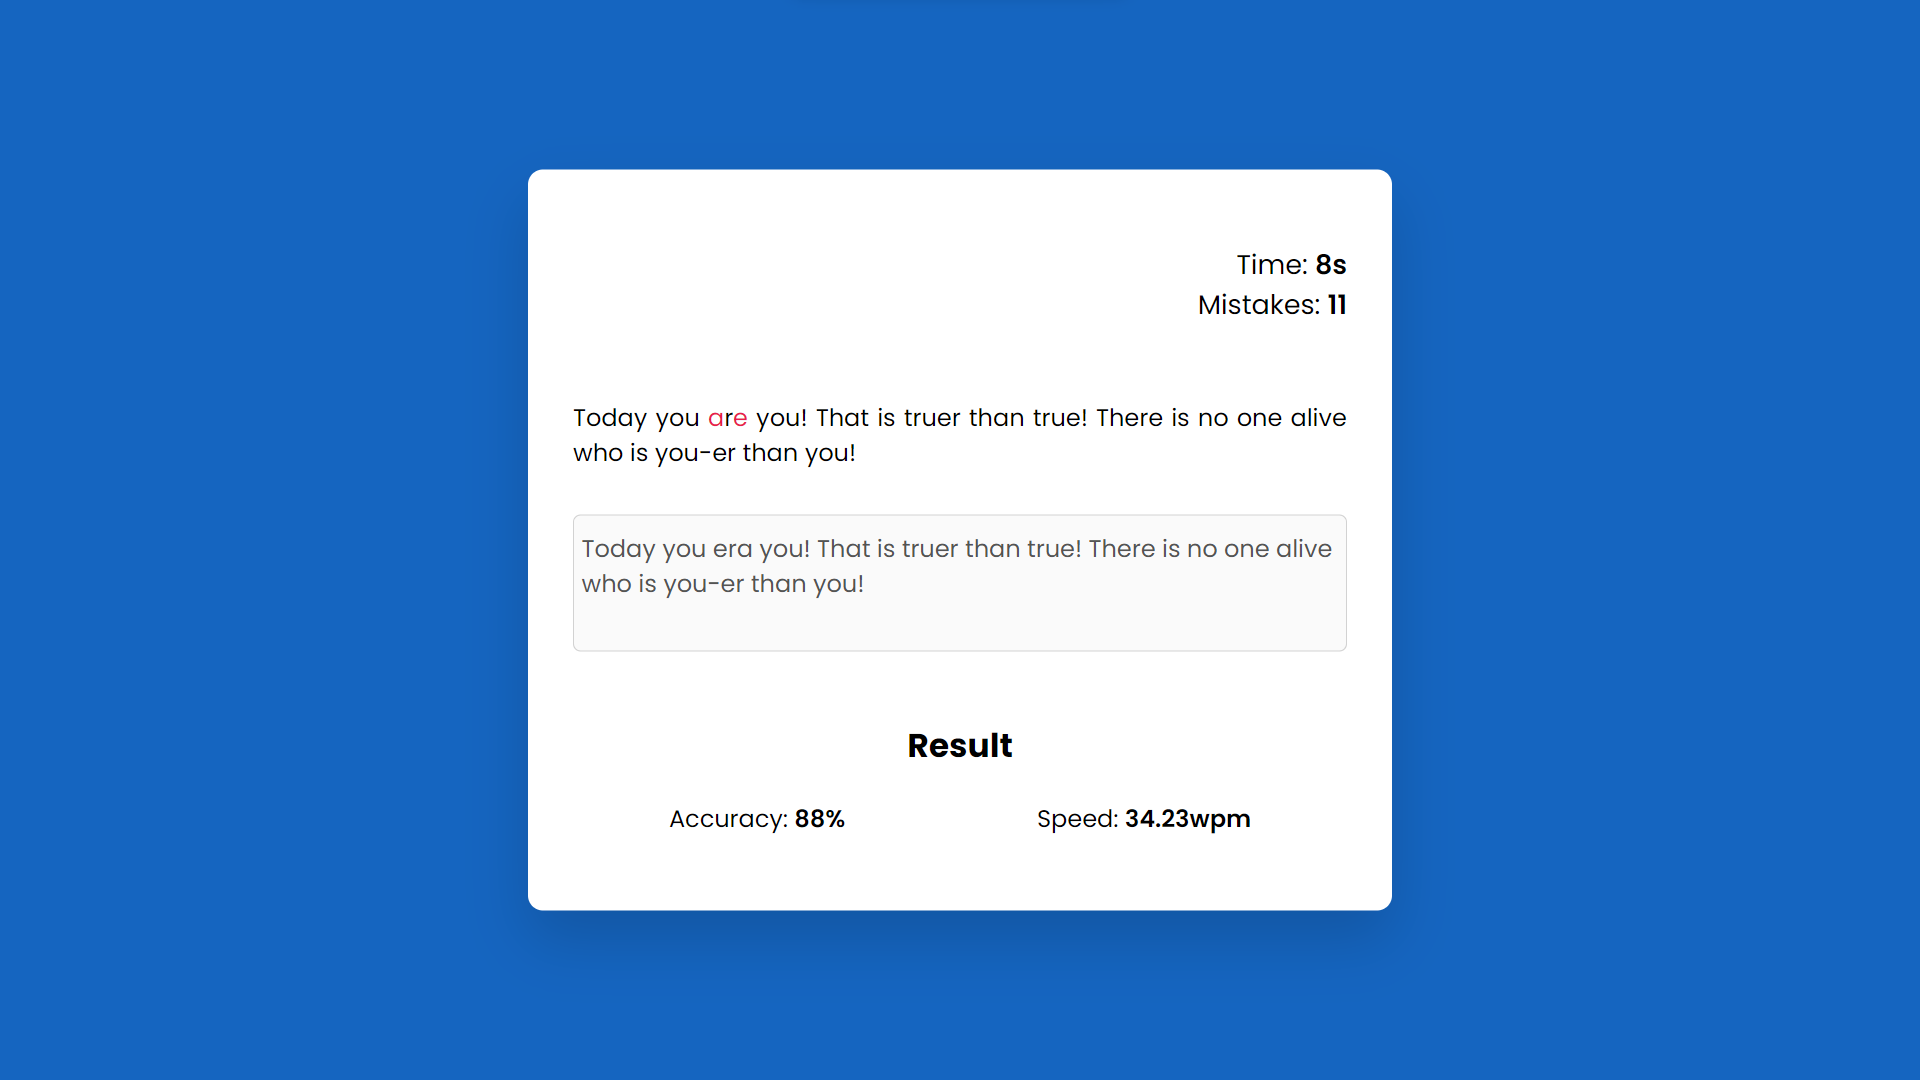 Time: 8s
Mistakes: 11
Today you are you! That is truer than true! There is no one alive
who is you-er than you!
Today you era you! That is truer than true! There is no one alive
who is you-er than you!
Result
Accuracy: 88%
Speed: 34.23wpm